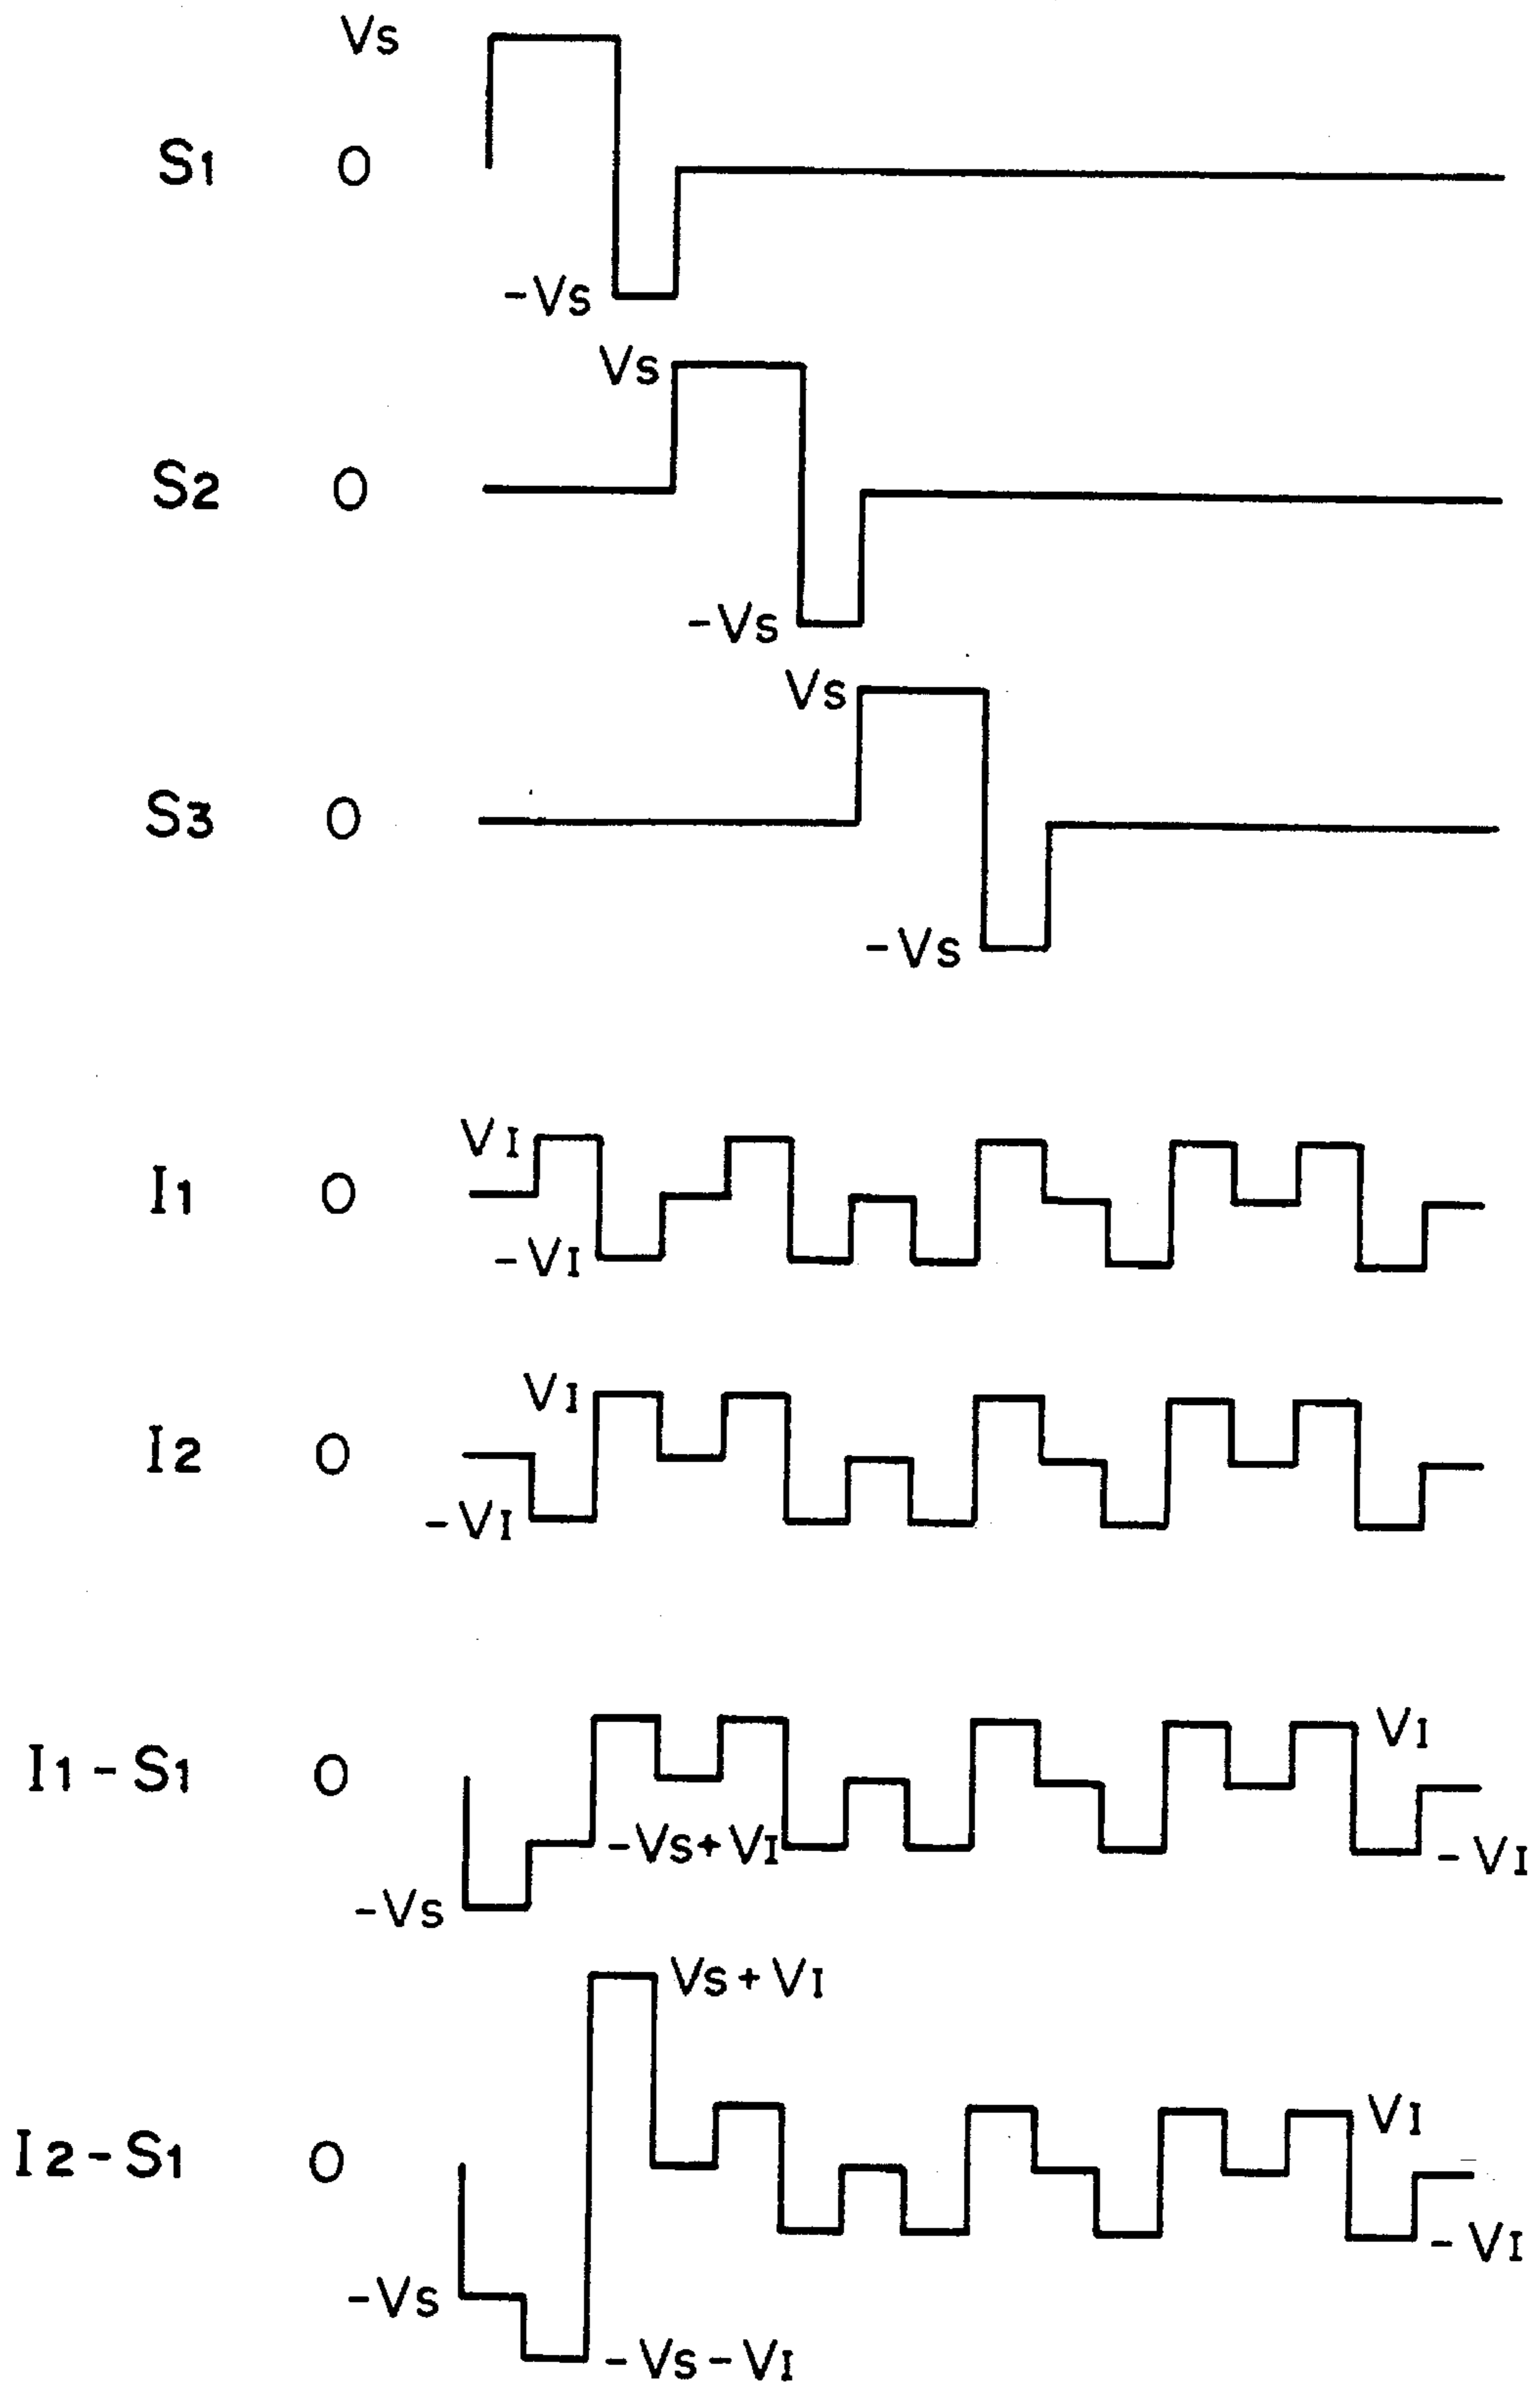 Vs
S1 0
-Vs
Vs
S2 0
-Vs
Vs
S3 0
-Vs
VI
I1 0
-VI
VI
I2 0
-VI
VI
I1-S1 0
-Vs+VI
-VI
-Vs
Vs+VI
VI
I2-S1 0
-VI
-Vs
-Vs-VI